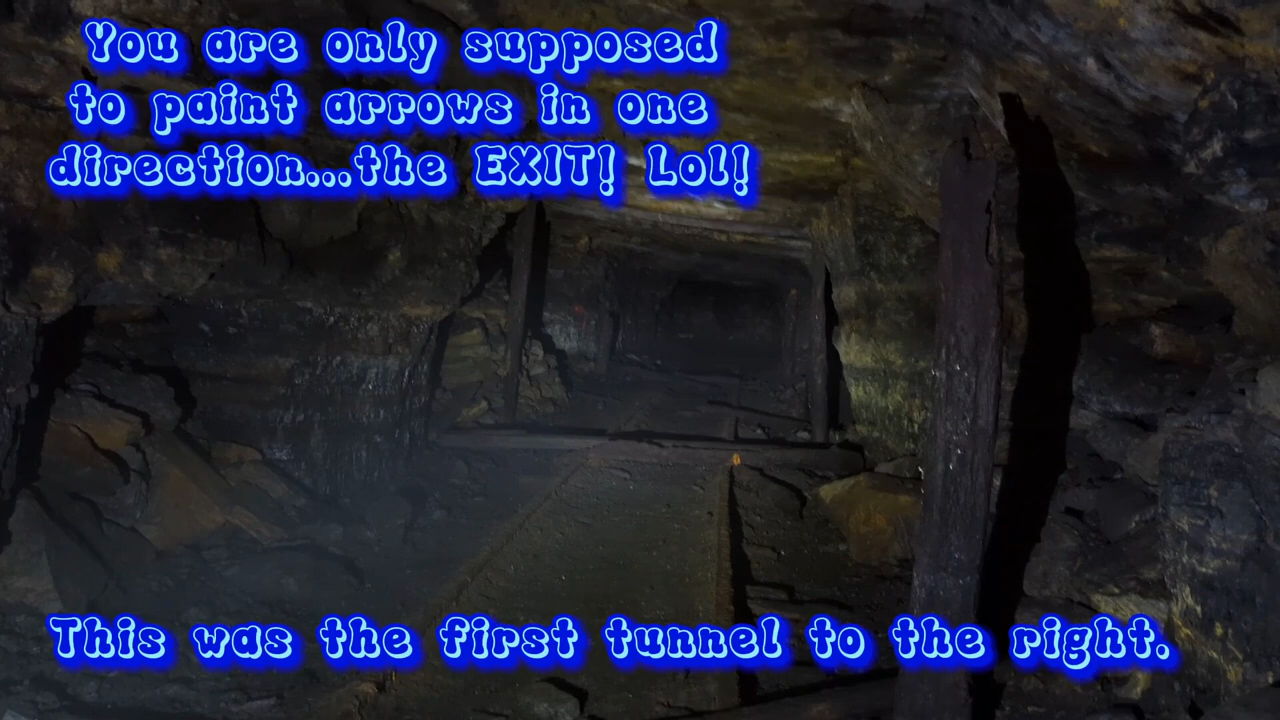 You are only supposed
to paint arrows in one
direction...the EXIT! Lol!
This was the first tunnel to the right.